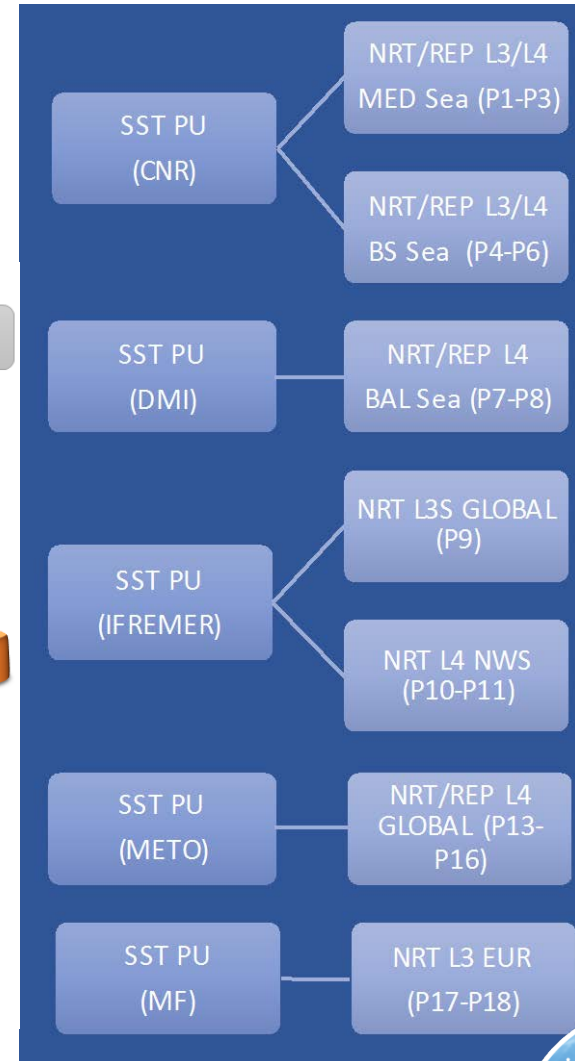 SST PU
(CNR)
NRT/REP L3/L4
MED Sea (P1-P3)
NRT/REP L3/L4
BS Sea (P4-P6)
SST PU
(DMI)
NRT/REP L4
BAL Sea (P7-P8)
SST PU
(IFREMER)
NRT L3S GLOBAL
(P9)
NRT L4 NWS
(P10-P11)
SST PU
(METO)
NRT/REP L4
GLOBAL (P13-
P16)
SST PU
(MF)
NRT L3 EUR
(P17-P18)